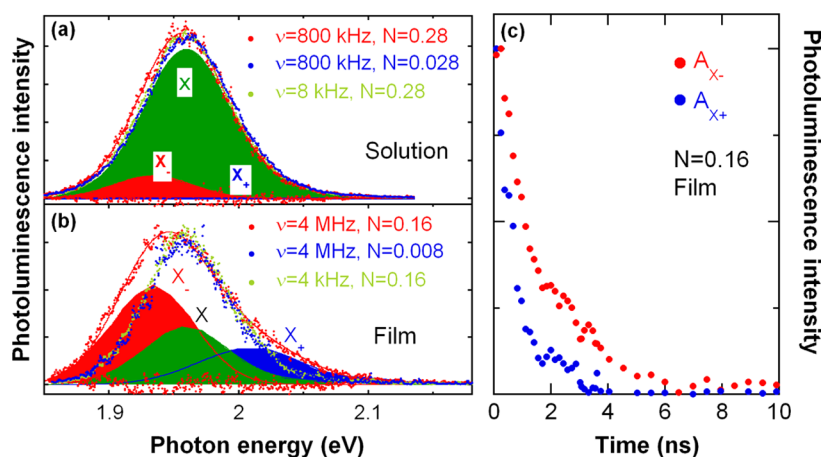 (a)
ν=800 kHz, N=0.28
ν=800 kHz, N=0.028
ν=8 kHz, N=0.28
X
Solution
X-
X+
Photoluminescence intensity
(b)
ν=4 MHz, N=0.16
ν=4 MHz, N=0.008
ν=4 kHz, N=0.16
X-
X
X+
Film
1.9
2
2.1
Photon energy (eV)
(c)
AX-
AX+
N=0.16
Film
0
2
4
6
8
10
Time (ns)
Photoluminescence intensity